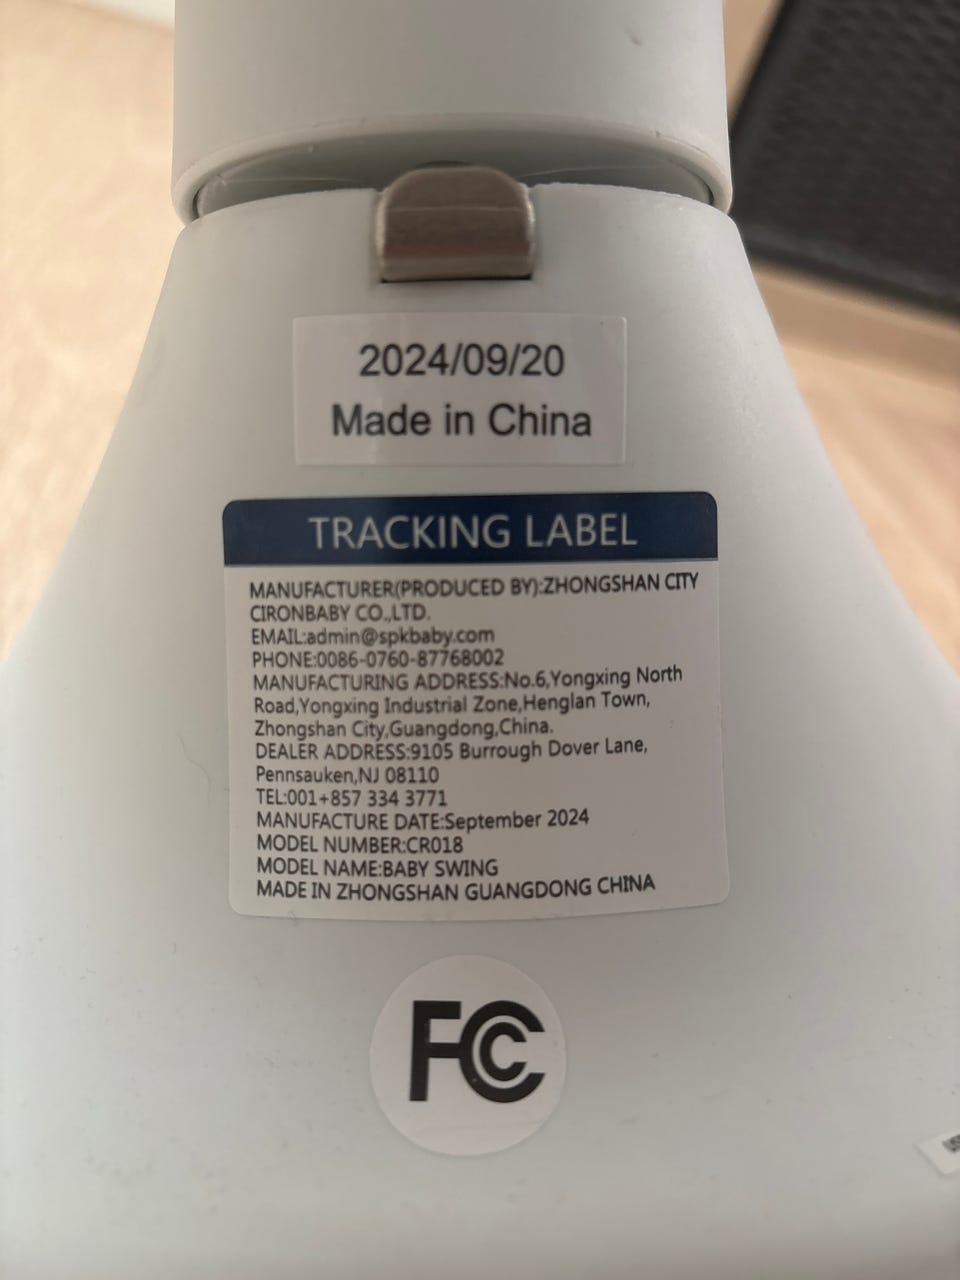 2024/09/20
Made in China
TRACKING LABEL
MANUFACTURER(PRODUCED BY):ZHONGSHAN CITY
CIRONBABY CO.,LTD.
EMAIL:admin@spkbaby.com
PHONE:0086-0760-87768002
MANUFACTURING ADDRESS:No.6,Yongxing North
Road,Yongxing Industrial Zone,Henglan Town,
Zhongshan City,Guangdong,China.
DEALER ADDRESS:9105 Burrough Dover Lane,
Pennsauken,NJ 08110
TEL:001+857 334 3771
MANUFACTURE DATE:September 2024
MODEL NUMBER:CR018
MODEL NAME:BABY SWING
MADE IN ZHONGSHAN GUANGDONG CHINA
FC